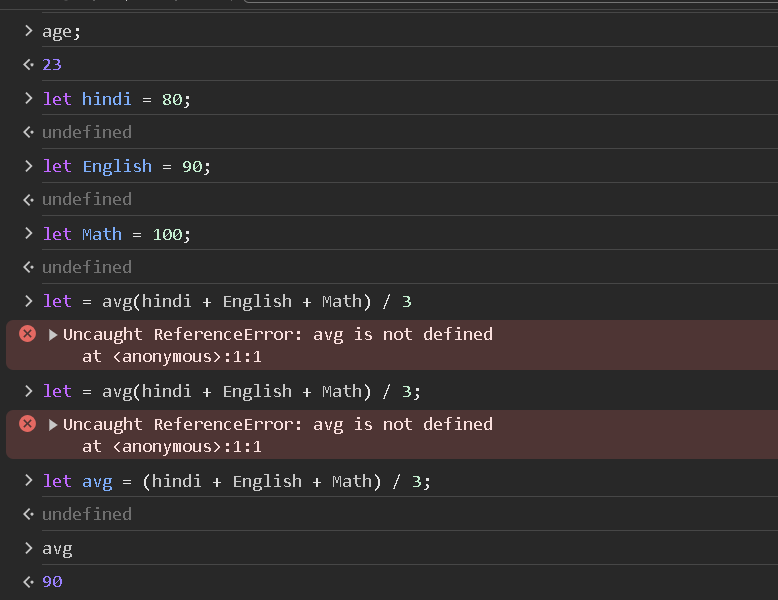 > age;
<· 23
> let hindi = 80;
<· undefined
> let English = 90;
<· undefined
> let Math = 100;
<· undefined
> let = avg(hindi + English + Math) / 3
▶Uncaught ReferenceError: avg is not defined
at <anonymous>:1:1
> let = avg(hindi + English + Math) / 3;
▶Uncaught ReferenceError: avg is not defined
at <anonymous>:1:1
> let avg = (hindi + English + Math) / 3;
<· undefined
> avg
<· 90